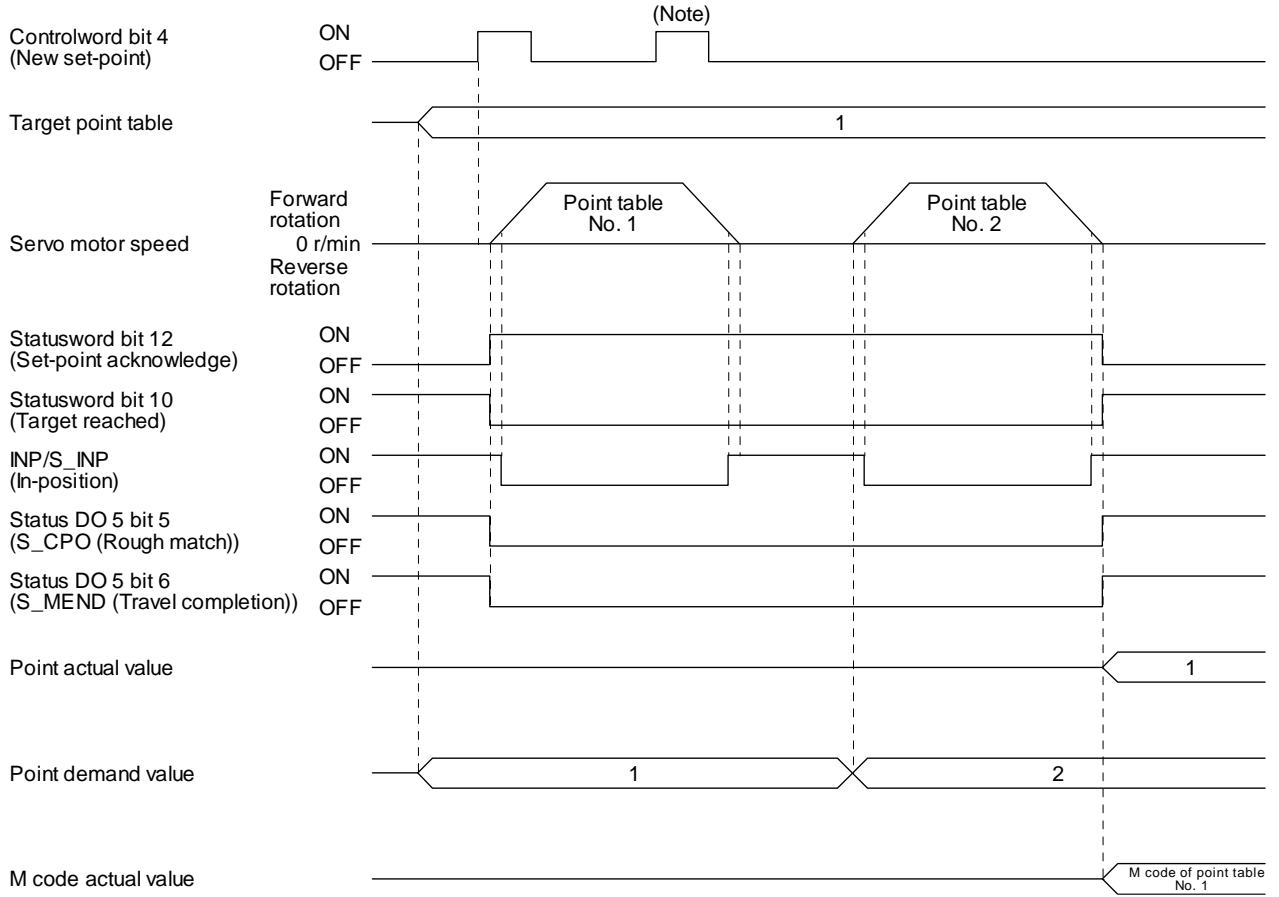 (Note)
Controlword bit 4
(New set-point)
ON
OFF
Target point table
1
Servo motor speed
Forward
rotation
0 r/min
Reverse
rotation
Point table
No. 1
Point table
No. 2
Statusword bit 12
(Set-point acknowledge)
ON
OFF
Statusword bit 10
(Target reached)
ON
OFF
INP/S_INP
(In-position)
ON
OFF
Status DO 5 bit 5
(S_CPO (Rough match))
ON
OFF
Status DO 5 bit 6
(S_MEND (Travel completion))
ON
OFF
Point actual value
1
Point demand value
1
2
M code actual value
M code of point table
No. 1